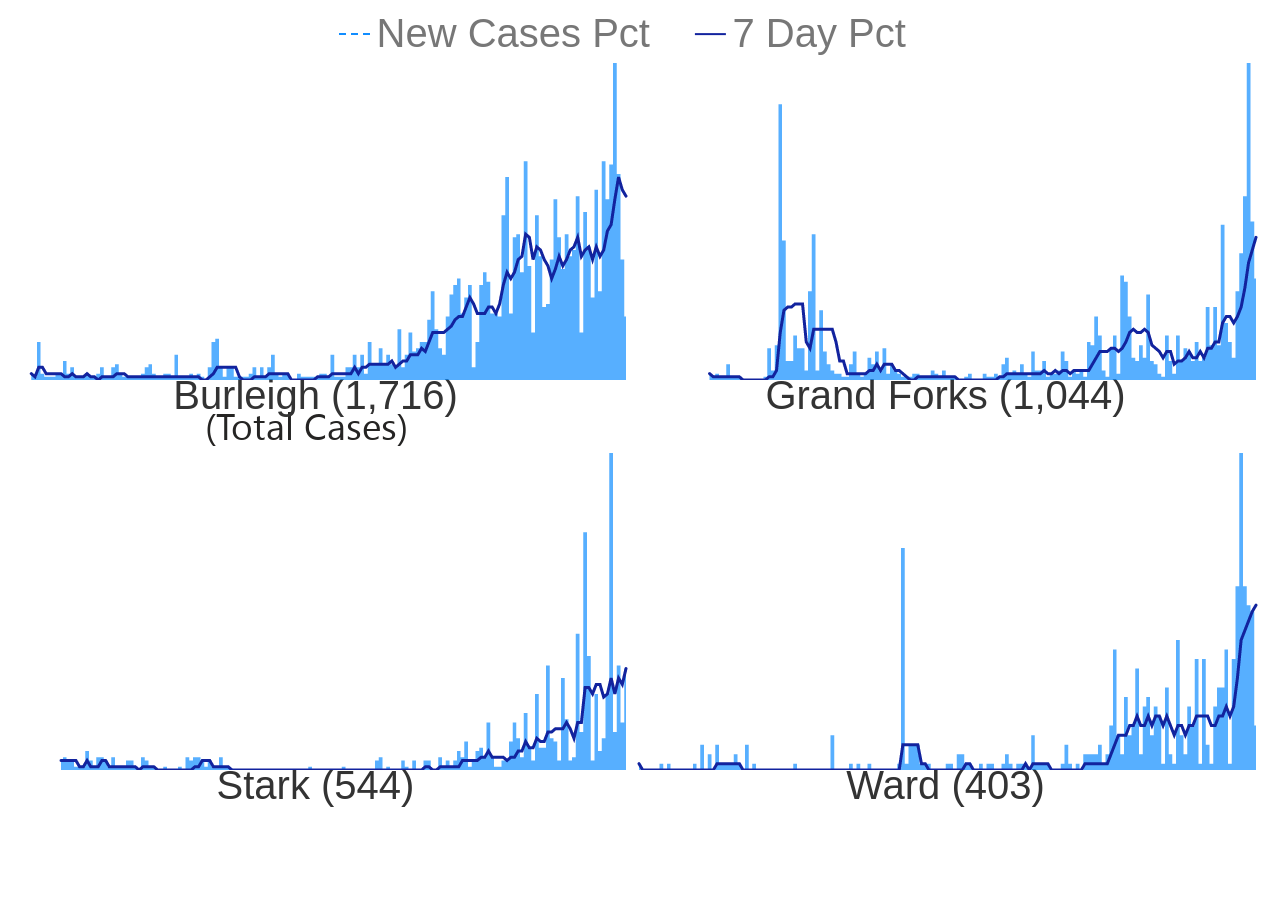 New Cases Pct 7 Day Pct
Burleigh (1,716) Grand Forks (1,044)
(Total Cases)
Stark (544) Ward (403)